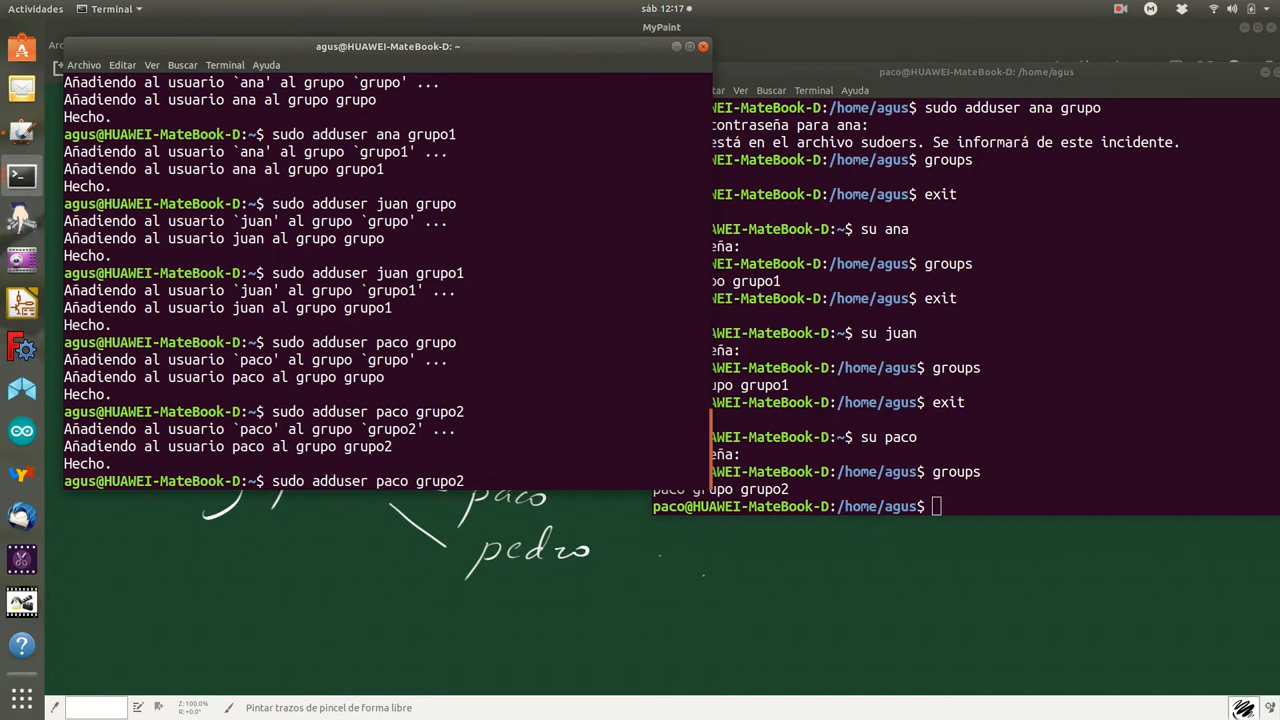 Actividades
Terminal
sáb 12:17
MyPaint
agus@HUAWEI-MateBook-D: ~
Archivo Editar Ver Buscar Terminal Ayuda
Añadiendo al usuario `ana' al grupo `grupo' ...
Añadiendo al usuario ana al grupo grupo
Hecho.
agus@HUAWEI-MateBook-D:~$ sudo adduser ana grupo1
Añadiendo al usuario `ana' al grupo `grupo1' ...
Añadiendo al usuario ana al grupo grupo1
Hecho.
agus@HUAWEI-MateBook-D:~$ sudo adduser juan grupo
Añadiendo al usuario `juan' al grupo `grupo' ...
Añadiendo al usuario juan al grupo grupo
Hecho.
agus@HUAWEI-MateBook-D:~$ sudo adduser juan grupo1
Añadiendo al usuario `juan' al grupo `grupo1' ...
Añadiendo al usuario juan al grupo grupo1
Hecho.
agus@HUAWEI-MateBook-D:~$ sudo adduser paco grupo
Añadiendo al usuario `paco' al grupo `grupo' ...
Añadiendo al usuario paco al grupo grupo
Hecho.
agus@HUAWEI-MateBook-D:~$ sudo adduser paco grupo2
Añadiendo al usuario `paco' al grupo `grupo2' ...
Añadiendo al usuario paco al grupo grupo2
Hecho.
agus@HUAWEI-MateBook-D:~$ sudo adduser paco grupo2
paco@HUAWEI-MateBook-D: /home/agus
tar Ver Buscar Terminal Ayuda
WEI-MateBook-D:/home/agus$ sudo adduser ana grupo
contraseña para ana:
está en el archivo sudoers. Se informará de este incidente.
WEI-MateBook-D:/home/agus$ groups
WEI-MateBook-D:/home/agus$ exit
AWEI-MateBook-D:~$ su ana
eña:
WEI-MateBook-D:/home/agus$ groups
po grupo1
WEI-MateBook-D:/home/agus$ exit
AWEI-MateBook-D:~$ su juan
eña:
AWEI-MateBook-D:/home/agus$ groups
upo grupo1
AWEI-MateBook-D:/home/agus$ exit
AWEI-MateBook-D:~$ su paco
eña:
AWEI-MateBook-D:/home/agus$ groups
paco grupo grupo2
paco@HUAWEI-MateBook-D:/home/agus$
paco
pedro
Z: 100.0%
R: +0.0°
Pintar trazos de pincel de forma libre